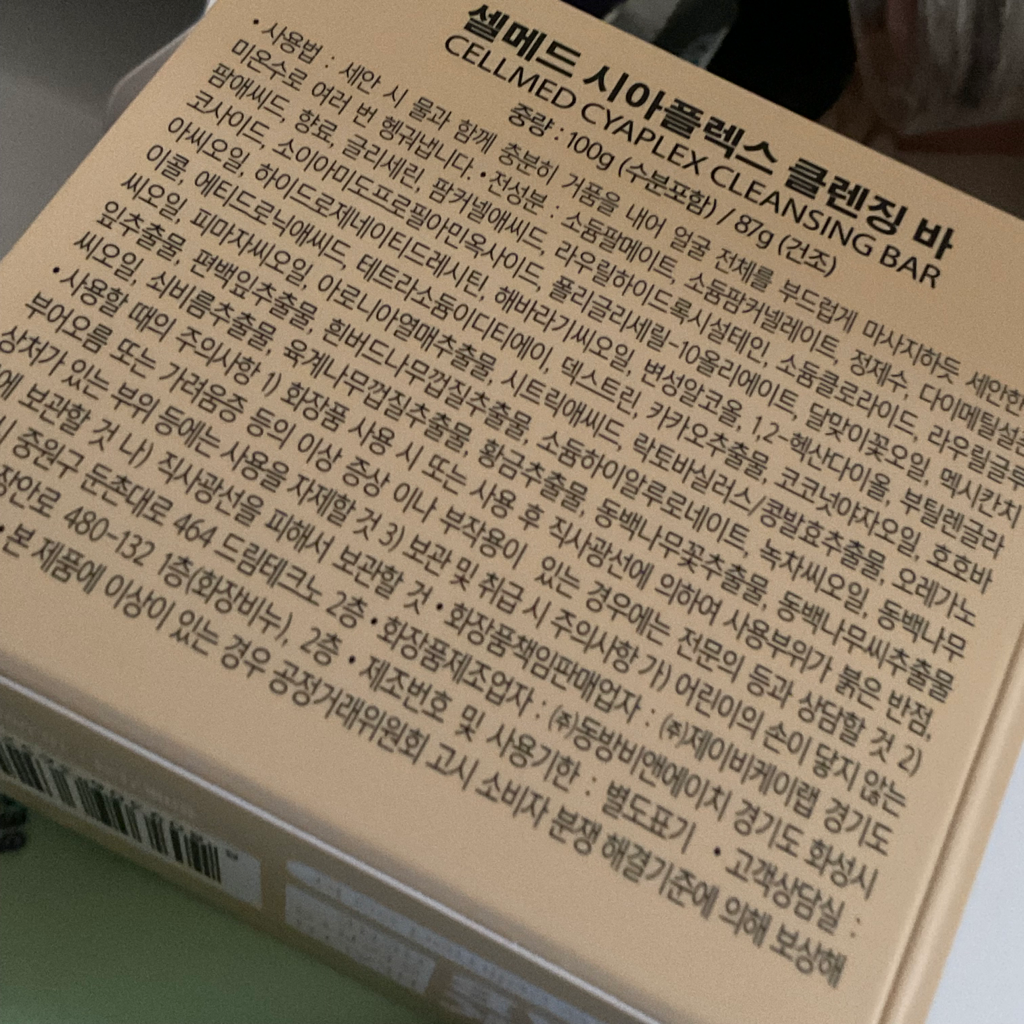 셀메드 시아플렉스 클렌징 바
CELLMED CYAPLEX CLEANSING BAR
중량 : 100g (수분포함) / 87g (건조)
• 사용법 : 세안 시 물과 함께 충분히 거품을 내어 얼굴 전체를 부드럽게 마사지하듯 세안한
미온수로 여러 번 헹궈냅니다. • 전성분 : 소듐팜메이트, 소듐팜커넬레이트, 정제수, 다이메틸설폰
팜애씨드, 향료, 글리세린, 팜커넬애씨드, 라우릴하이드록시설테인, 소듐클로라이드, 라우릴글루
코사이드, 소이아미도프로필아민옥사이드, 폴리글리세릴-10올리에이트, 달맞이꽃오일, 멕시칸치
아씨오일, 하이드로제네이티드레시틴, 해바라기씨오일, 변성알코올, 1,2-헥산다이올, 부틸렌글라
이콜, 에티드로닉애씨드, 테트라소듐이디티에이, 덱스트린, 카카오추출물, 코코넛야자오일, 호호바
씨오일, 피마자씨오일, 아로니아열매추출물, 시트릭애씨드, 락토바실러스/콩발효추출물, 오레가노
잎추출물, 편백잎추출물, 흰버드나무껍질추출물, 소듐하이알루로네이트, 녹차씨오일, 동백나무
씨오일, 쇠비름추출물, 육계나무껍질추출물, 황금추출물, 동백나무꽃추출물, 동백나무씨추출물
• 사용할 때의 주의사항 1) 화장품 사용 시 또는 사용 후 직사광선에 의하여 사용부위가 붉은 반점,
부어오름 또는 가려움증 등의 이상 증상 이나 부작용이 있는 경우에는 전문의 등과 상담할 것 2)
상처가 있는 부위 등에는 사용을 자제할 것 3) 보관 및 취급 시 주의사항 가) 어린이의 손이 닿지 않는
에 보관할 것 나) 직사광선을 피해서 보관할 것 • 화장품책임판매업자 : ㈜제이비케이랩 경기도
시 중원구 둔촌대로 464 드림테크노 2층 • 화장품제조업자 : ㈜동방비앤에이치 경기도 화성시
장안로 480-132 1층(화장비누), 2층 • 제조번호 및 사용기한 : 별도표기 • 고객상담실 :
• 본 제품에 이상이 있는 경우 공정거래위원회 고시 소비자 분쟁 해결기준에 의해 보상해